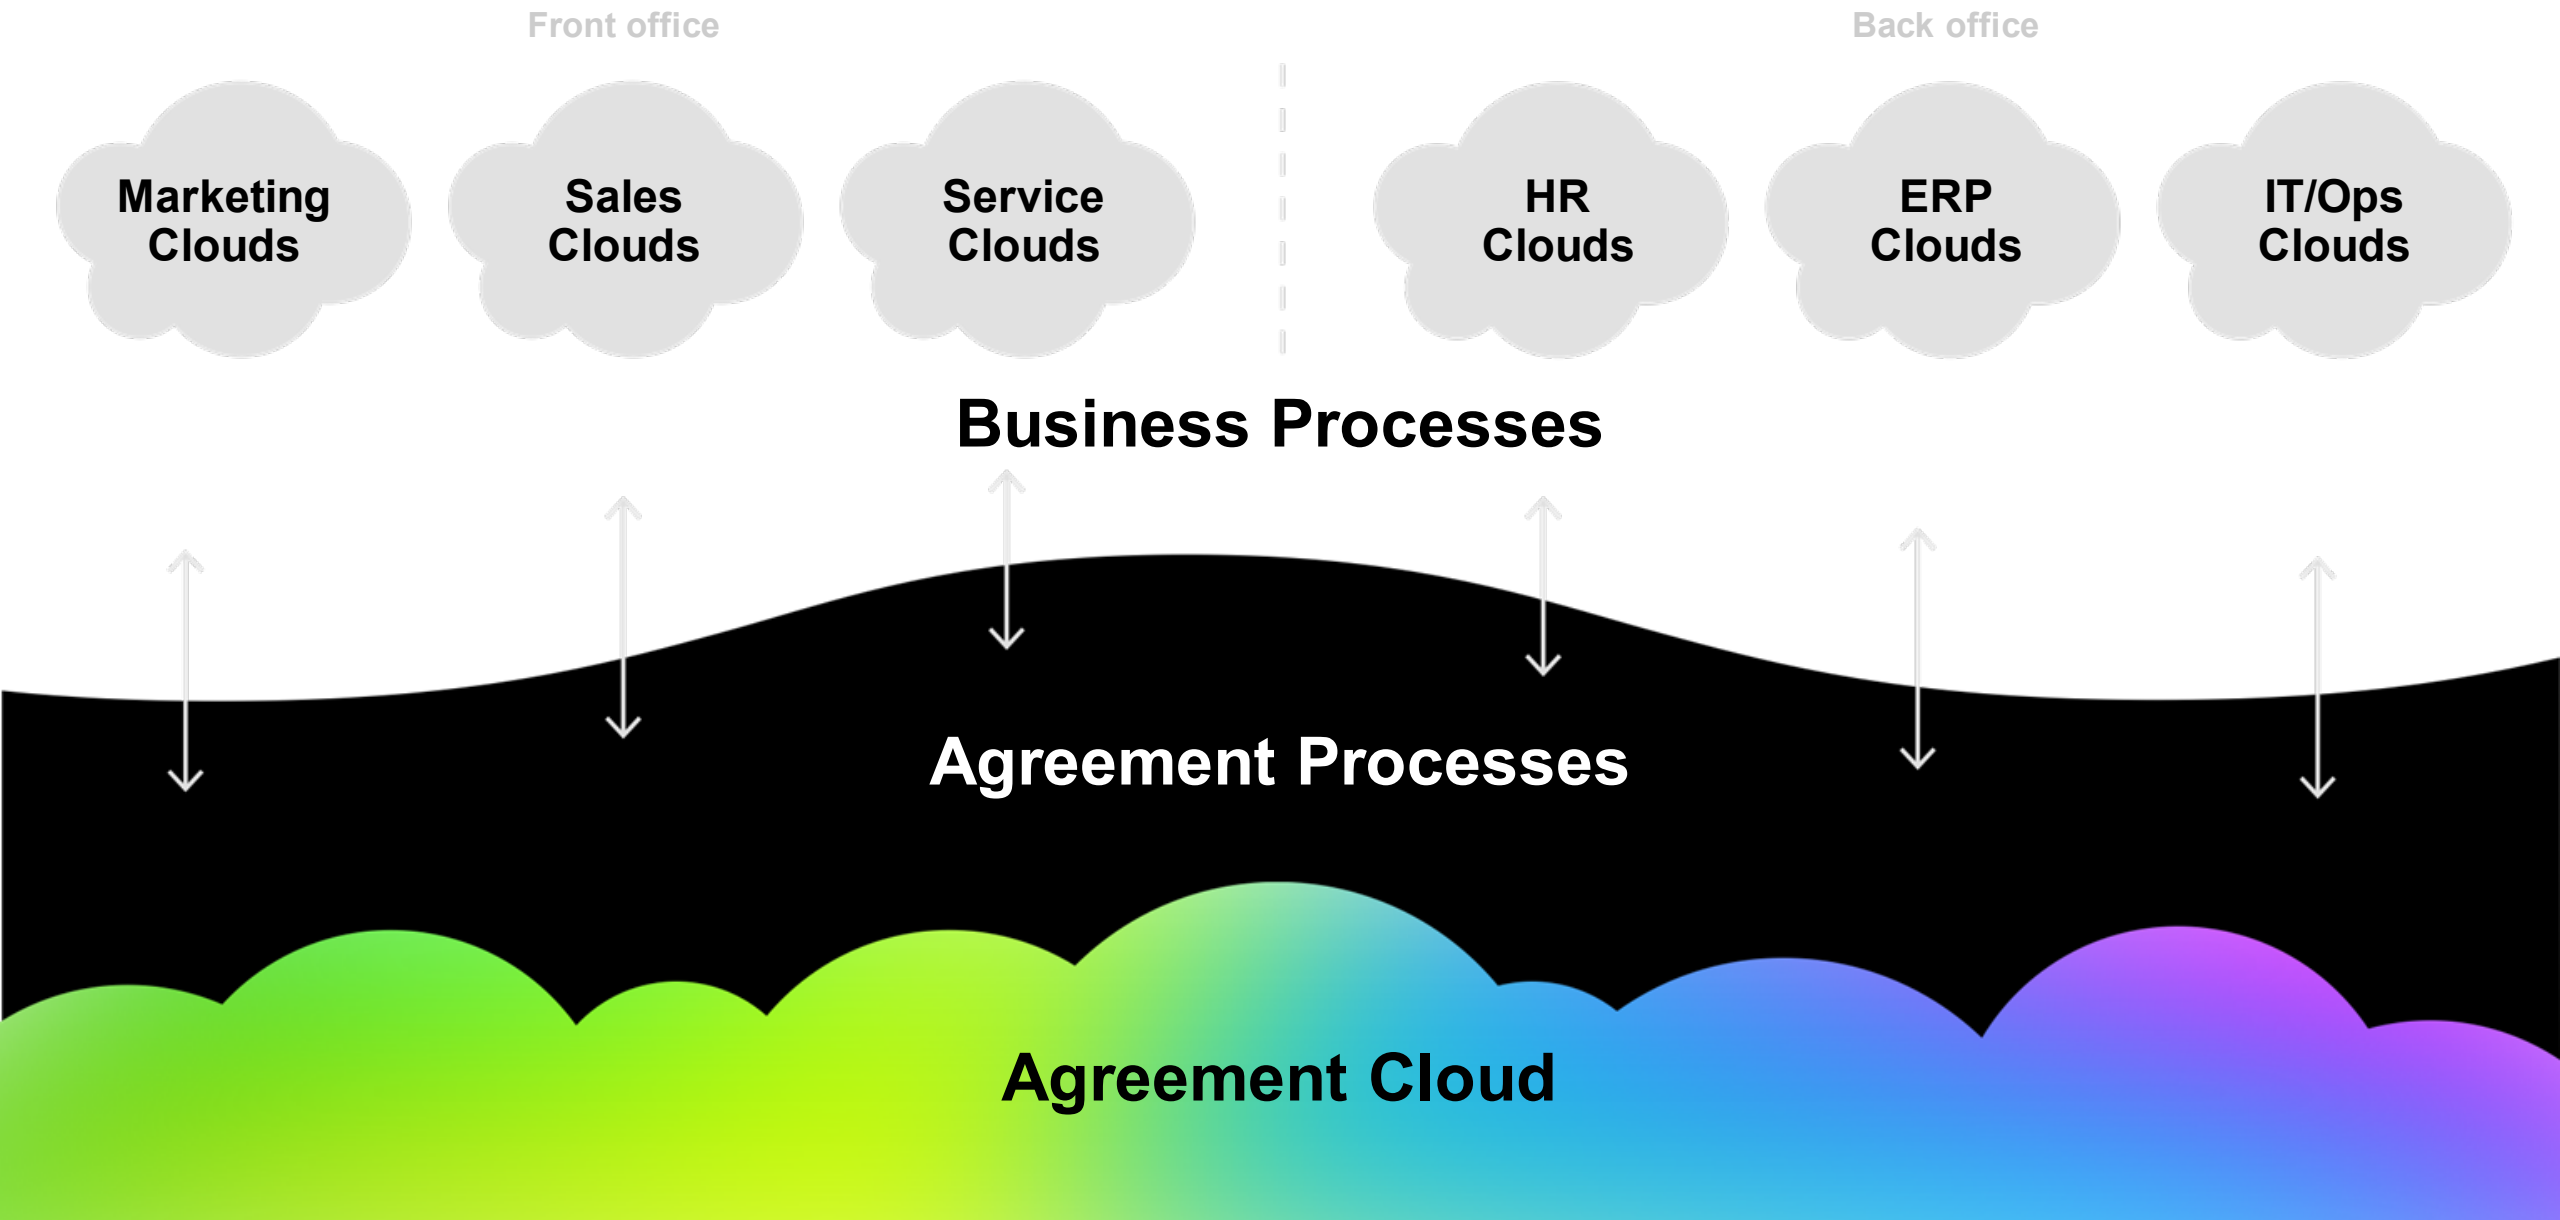 Front office
Back office
Marketing
Clouds
Sales
Clouds
Service
Clouds
HR
Clouds
ERP
Clouds
IT/Ops
Clouds
Business Processes
Agreement Processes
Agreement Cloud